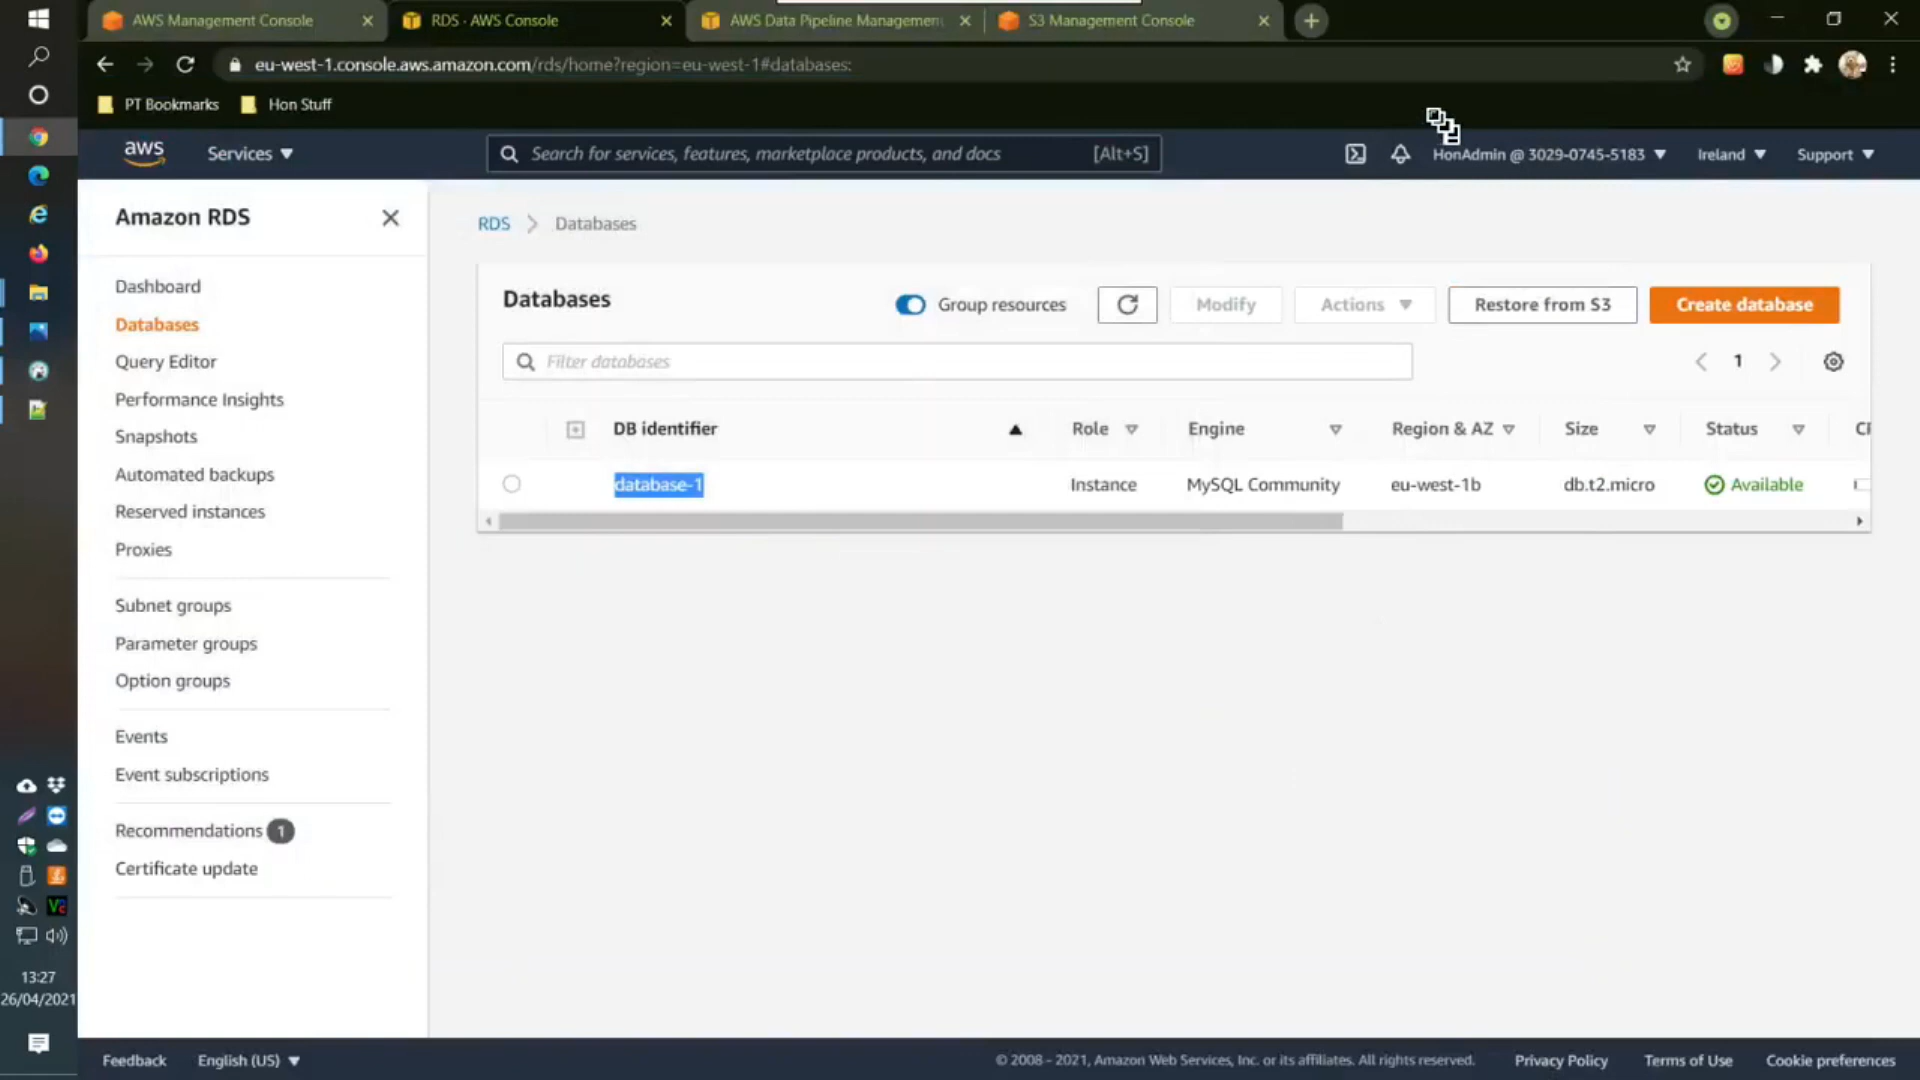 AWS Management Console
RDS · AWS Console
AWS Data Pipeline Management
S3 Management Console
eu-west-1.console.aws.amazon.com/rds/home?region=eu-west-1#databases:
PT Bookmarks
Hon Stuff
aws
Services
Search for services, features, marketplace products, and docs
[Alt+S]
HonAdmin @ 3029-0745-5183
Ireland
Support
Amazon RDS
Dashboard
Databases
Query Editor
Performance Insights
Snapshots
Automated backups
Reserved instances
Proxies
Subnet groups
Parameter groups
Option groups
Events
Event subscriptions
Recommendations 1
Certificate update
RDS
Databases
Databases
Group resources
Modify
Actions
Restore from S3
Create database
Filter databases
1
DB identifier
Role
Engine
Region & AZ
Size
Status
database-1
Instance
MySQL Community
eu-west-1b
db.t2.micro
Available
13:27
26/04/2021
Feedback
English (US)
© 2008 - 2021, Amazon Web Services, Inc. or its affiliates. All rights reserved.
Privacy Policy
Terms of Use
Cookie preferences